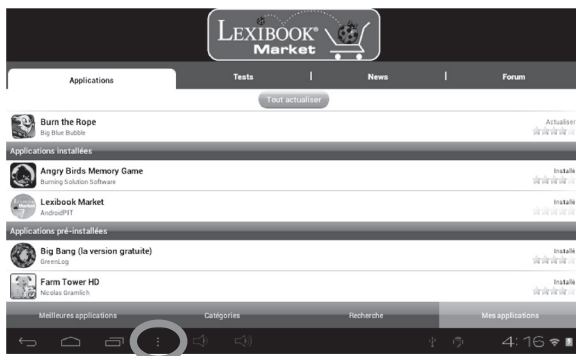 LEXIBOOK®
Market
Applications Tests | News | Forum
Tout actualiser
Burn the Rope Actualiser
Big Blue Bubble
Applications installées
Angry Birds Memory Game Installé
Burning Solution Software
Lexibook Market Installé
AndroidPIT
Applications pré-installées
Big Bang (la version gratuite) Installé
GreenLog
Farm Tower HD Installé
Nicolas Gramlich
Meilleures applications Catégories Recherche Mes applications
4:16